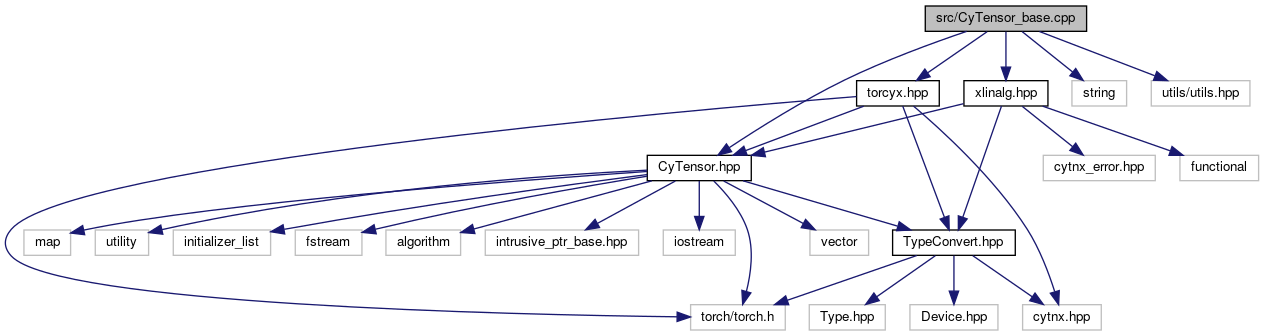 src/CyTensor_base.cpp
torcyx.hpp
xlinalg.hpp
string
utils/utils.hpp
CyTensor.hpp
cytnx_error.hpp
functional
map
utility
initializer_list
fstream
algorithm
intrusive_ptr_base.hpp
iostream
vector
TypeConvert.hpp
torch/torch.h
Type.hpp
Device.hpp
cytnx.hpp